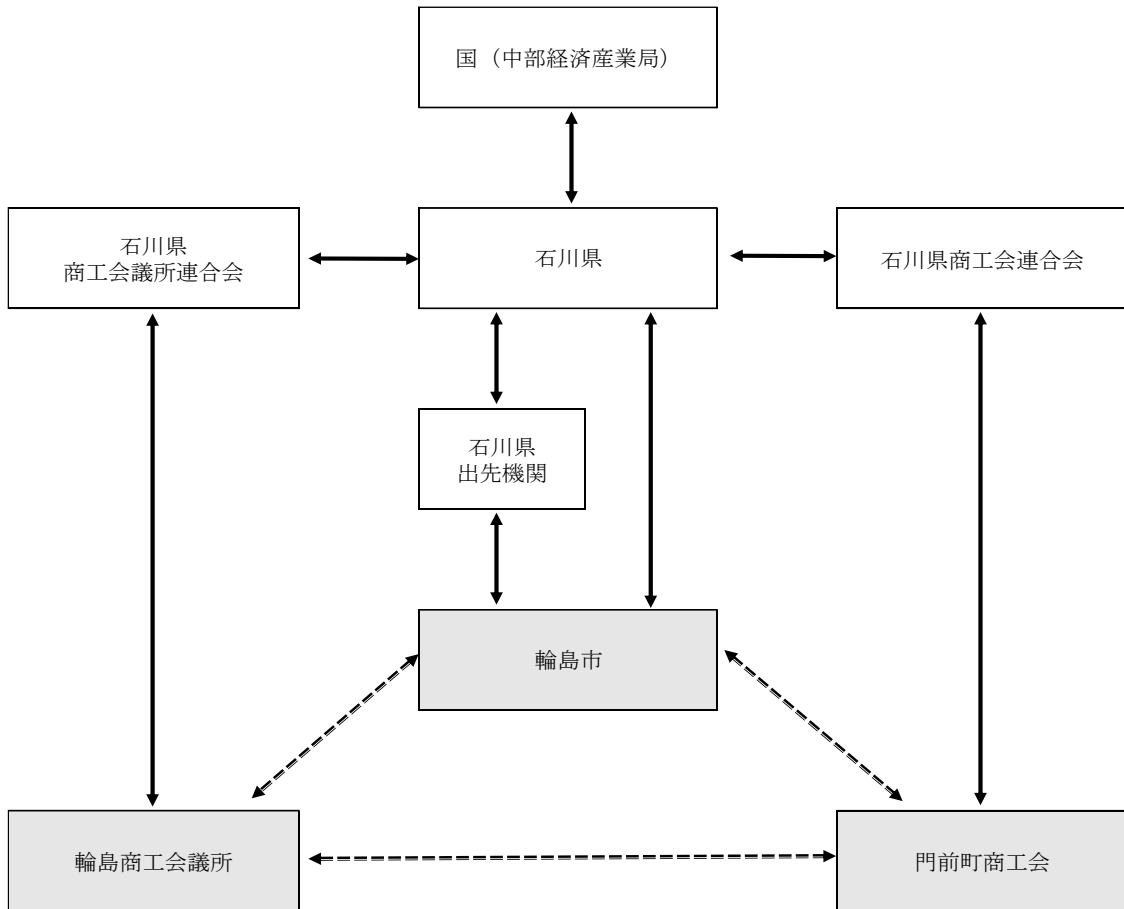 国（中部経済産業局）
石川県
商工会議所連合会
石川県
石川県商工会連合会
石川県
出先機関
輪島市
輪島商工会議所
門前町商工会